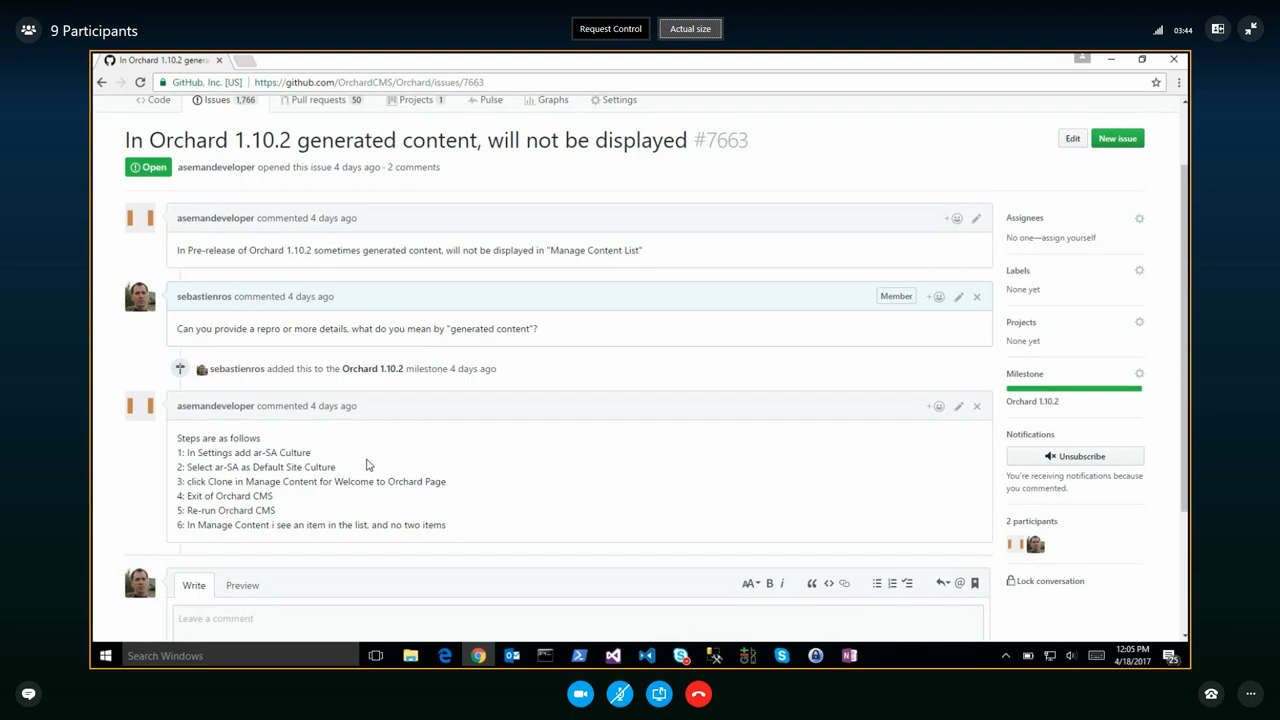 9 Participants
Request Control
Actual size
03:44
In Orchard 1.10.2 genera
GitHub, Inc. [US]
https://github.com/OrchardCMS/Orchard/issues/7663
Code
Issues 1,766
Pull requests 50
Projects 1
Pulse
Graphs
Settings
In Orchard 1.10.2 generated content, will not be displayed #7663
Edit
New issue
Open
asemandeveloper opened this issue 4 days ago · 2 comments
asemandeveloper commented 4 days ago
In Pre-release of Orchard 1.10.2 sometimes generated content, will not be displayed in "Manage Content List"
sebastienros commented 4 days ago
Member
Can you provide a repro or more details, what do you mean by "generated content"?
sebastienros added this to the Orchard 1.10.2 milestone 4 days ago
asemandeveloper commented 4 days ago
Steps are as follows
1: In Settings add ar-SA Culture
2: Select ar-SA as Default Site Culture
3: click Clone in Manage Content for Welcome to Orchard Page
4: Exit of Orchard CMS
5: Re-run Orchard CMS
6: In Manage Content i see an item in the list, and no two items
Write
Preview
AA
B
i
Leave a comment
Assignees
No one—assign yourself
Labels
None yet
Projects
None yet
Milestone
Orchard 1.10.2
Notifications
Unsubscribe
You're receiving notifications because
you commented.
2 participants
Lock conversation
Search Windows
12:05 PM
4/18/2017
25